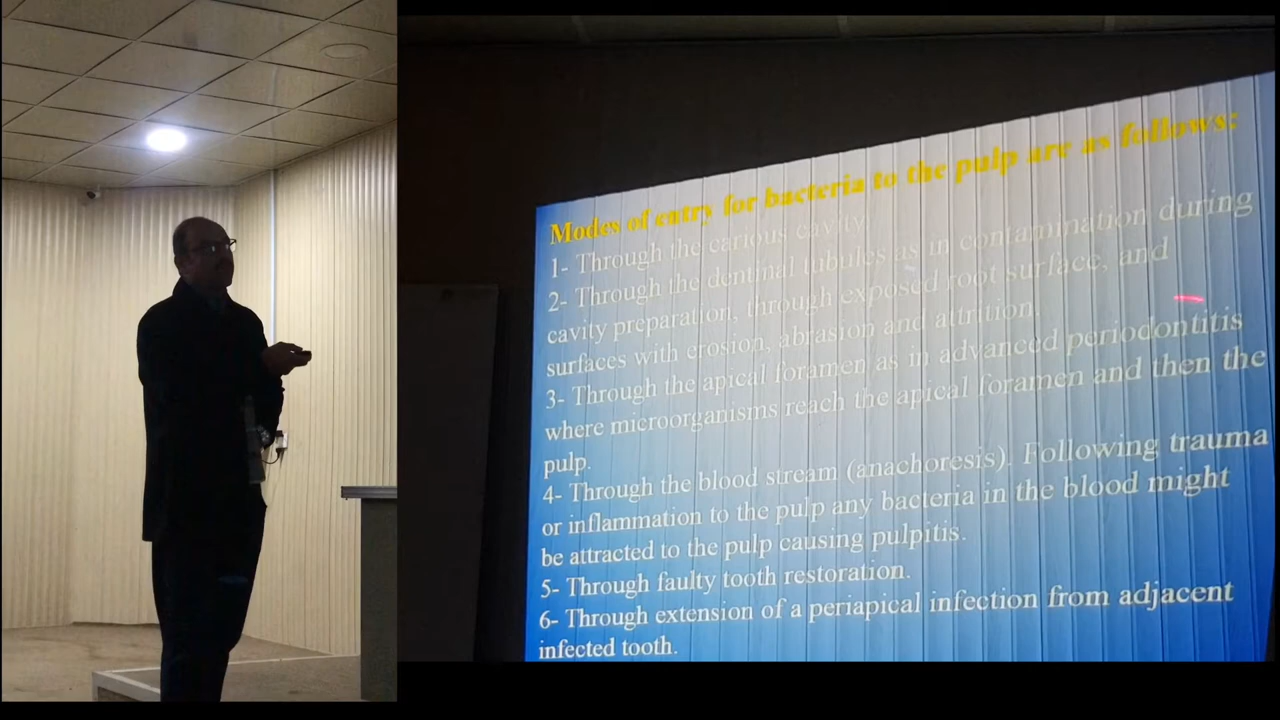 Modes of entry for bacteria to the pulp are as follows:
1- Through the carious cavity.
2- Through the dentinal tubules as in contamination during
cavity preparation, through exposed root surface, and
surfaces with erosion, abrasion and attrition.
3- Through the apical foramen as in advanced periodontitis
where microorganisms reach the apical foramen and then the
pulp.
4- Through the blood stream (anachoresis). Following trauma
or inflammation to the pulp any bacteria in the blood might
be attracted to the pulp causing pulpitis.
5- Through faulty tooth restoration.
6- Through extension of a periapical infection from adjacent
infected tooth.